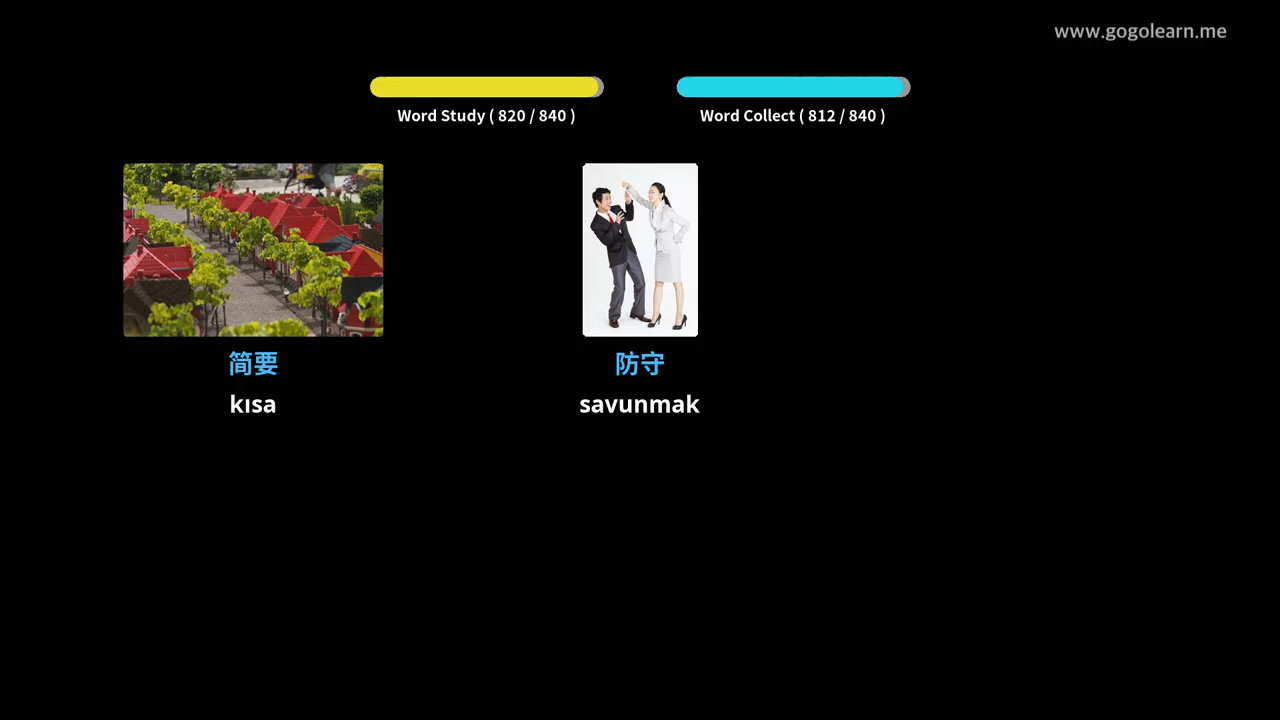 www.gogolearn.me
Word Study ( 820 / 840 )
Word Collect ( 812 / 840 )
简要
kısa
防守
savunmak